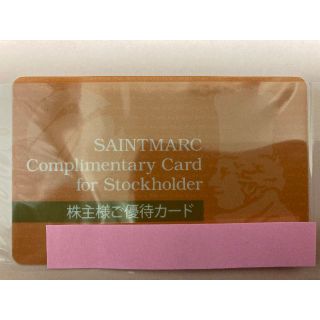 SAINTMARC
Complimentary Card
for Stockholder
株主様ご優待カード